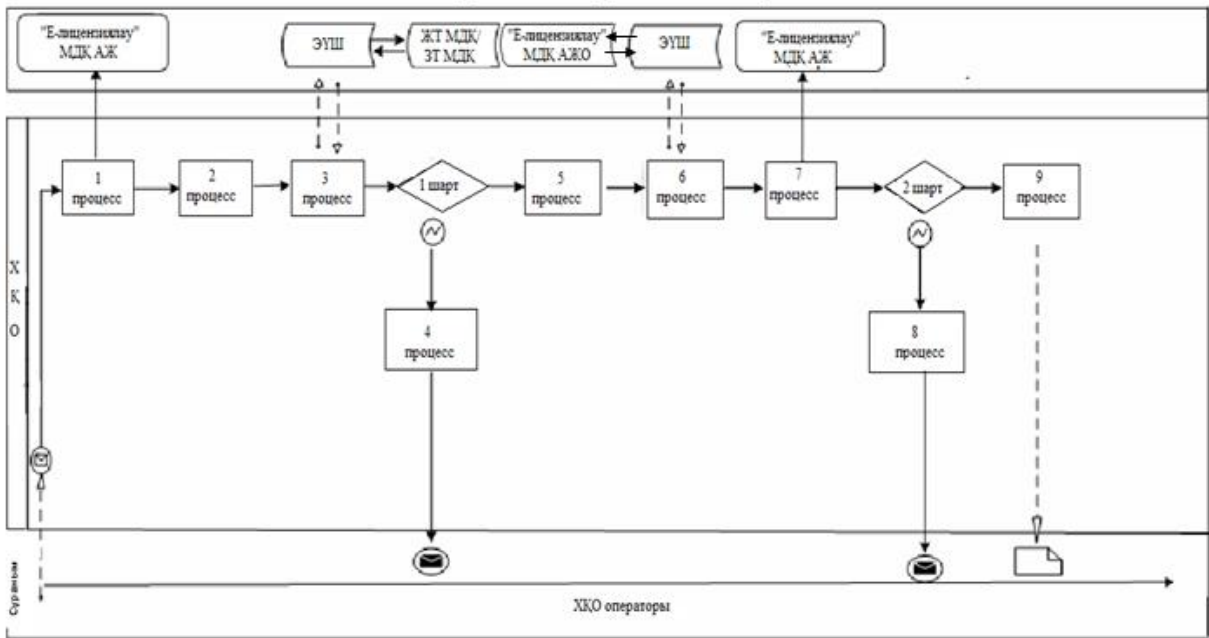 "Е-лицензиялау"
МДҚ АЖ
ЭҮШ
ЖТ МДҚ/
ЗТ МДҚ
"Е-лицензиялау"
МДҚ АЖО
ЭҮШ
"Е-лицензиялау"
МДҚ АЖ
1
процесс
2
процесс
3
процесс
1 шарт
5
процесс
6
процесс
7
процесс
2 шарт
9
процесс
Х
Қ
О
4
процесс
8
процесс
Сұраным
ХҚО операторы